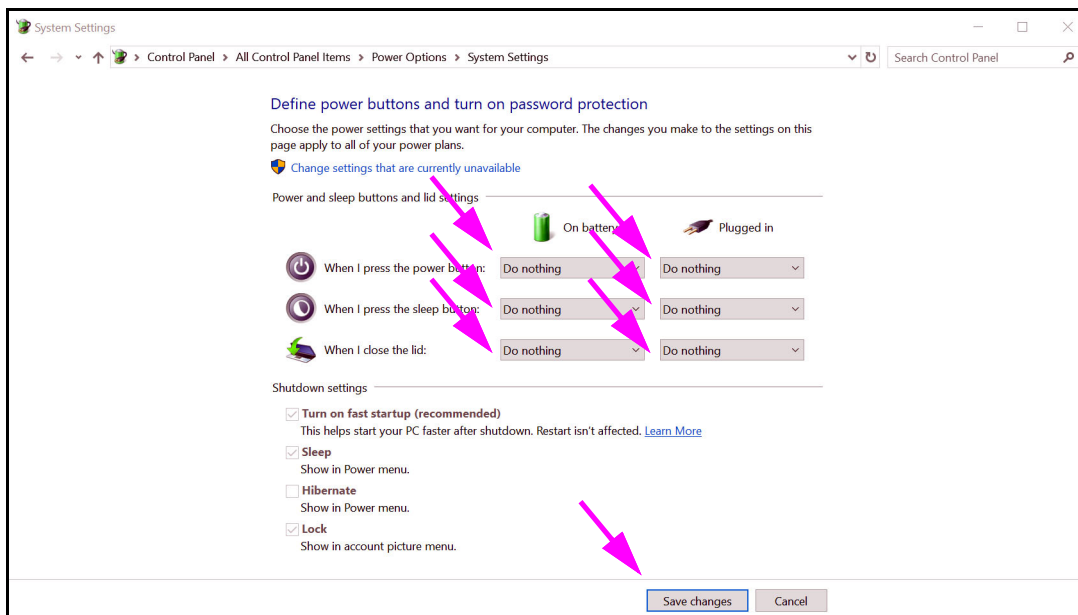 System Settings
Control Panel > All Control Panel Items > Power Options > System Settings
Search Control Panel
Define power buttons and turn on password protection
Choose the power settings that you want for your computer. The changes you make to the settings on this
page apply to all of your power plans.
Change settings that are currently unavailable
Power and sleep buttons and lid settings
On battery
Plugged in
When I press the power button:
Do nothing
Do nothing
When I press the sleep button:
Do nothing
Do nothing
When I close the lid:
Do nothing
Do nothing
Shutdown settings
Turn on fast startup (recommended)
This helps start your PC faster after shutdown. Restart isn't affected. Learn More
Sleep
Show in Power menu.
Hibernate
Show in Power menu.
Lock
Show in account picture menu.
Save changes
Cancel